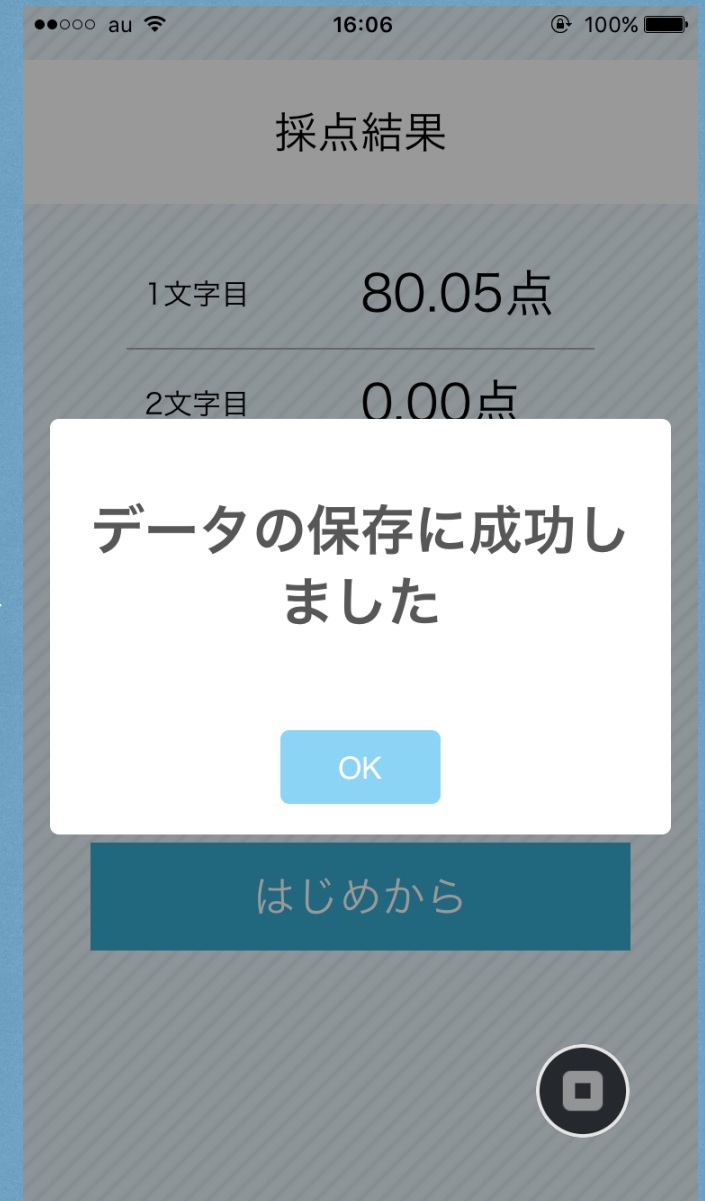 au 16:06 100%
採点結果
1文字目 80.05点
2文字目 0.00点
データの保存に成功し
ました
OK
はじめから